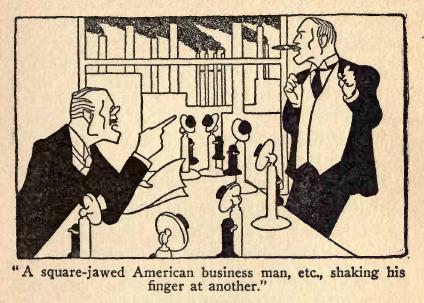 "A square-jawed American business man, etc., shaking his
finger at another."